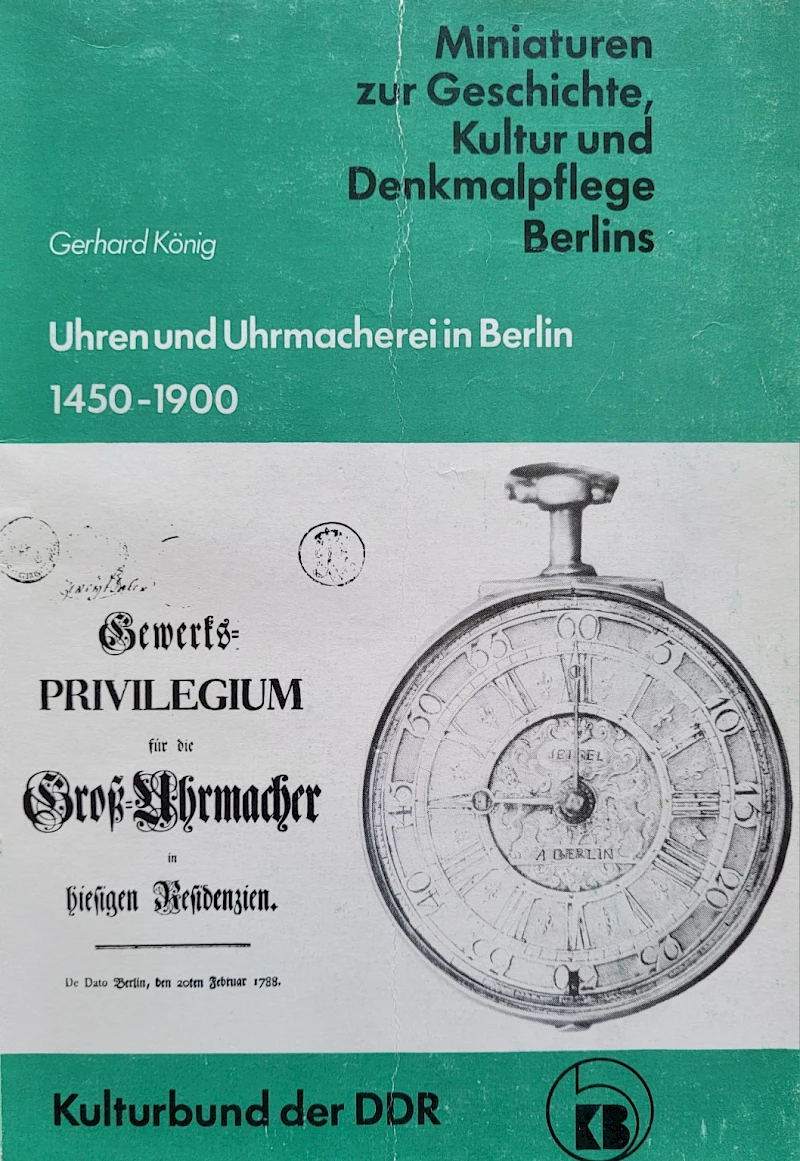 Miniaturen
zur Geschichte,
Kultur und
Denkmalpflege
Berlins
Gerhard König
Uhren und Uhrmacherei in Berlin
1450-1900
Gewerks=
PRIVILEGIUM
für die
Groß=Uhrmacher
in
hiesigen Residenzien.
De Dato Berlin, den 20ten Februar 1788.
60
5
10
15
20
25
30
35
40
45
50
55
SEIGEL
A BERLIN
Kulturbund der DDR
KB